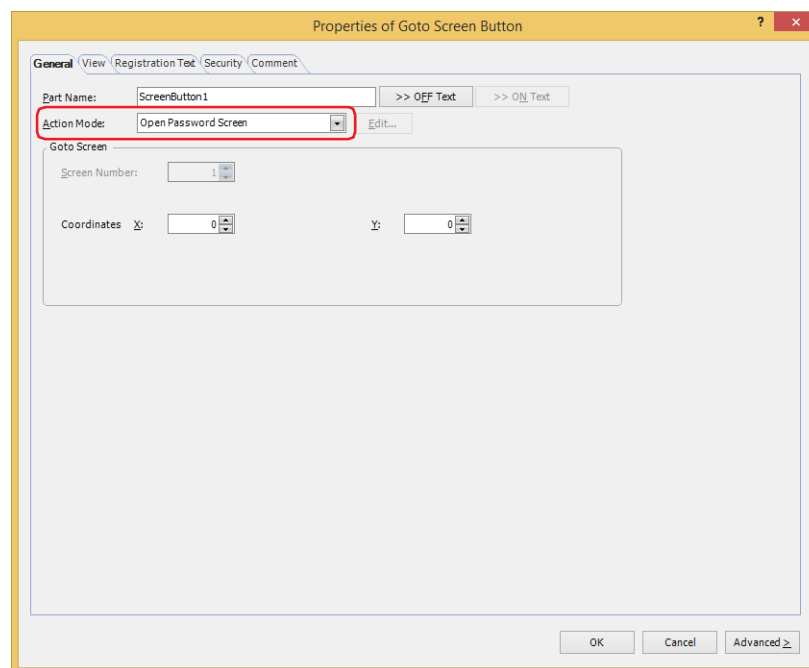 Properties of Goto Screen Button ? ×
General View Registration Text Security Comment
Part Name: ScreenButton1 >> OFF Text >> ON Text
Action Mode: Open Password Screen Edit...
Goto Screen
Screen Number: 1
Coordinates X: 0 Y: 0
OK Cancel Advanced >